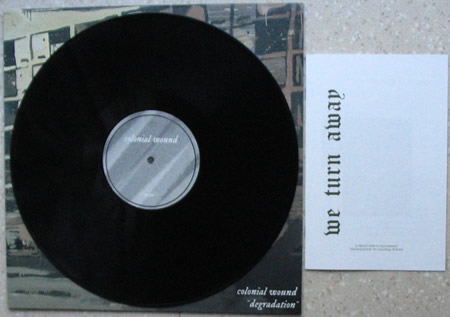 colonial wound
colonial wound
"degradation"
we turn away